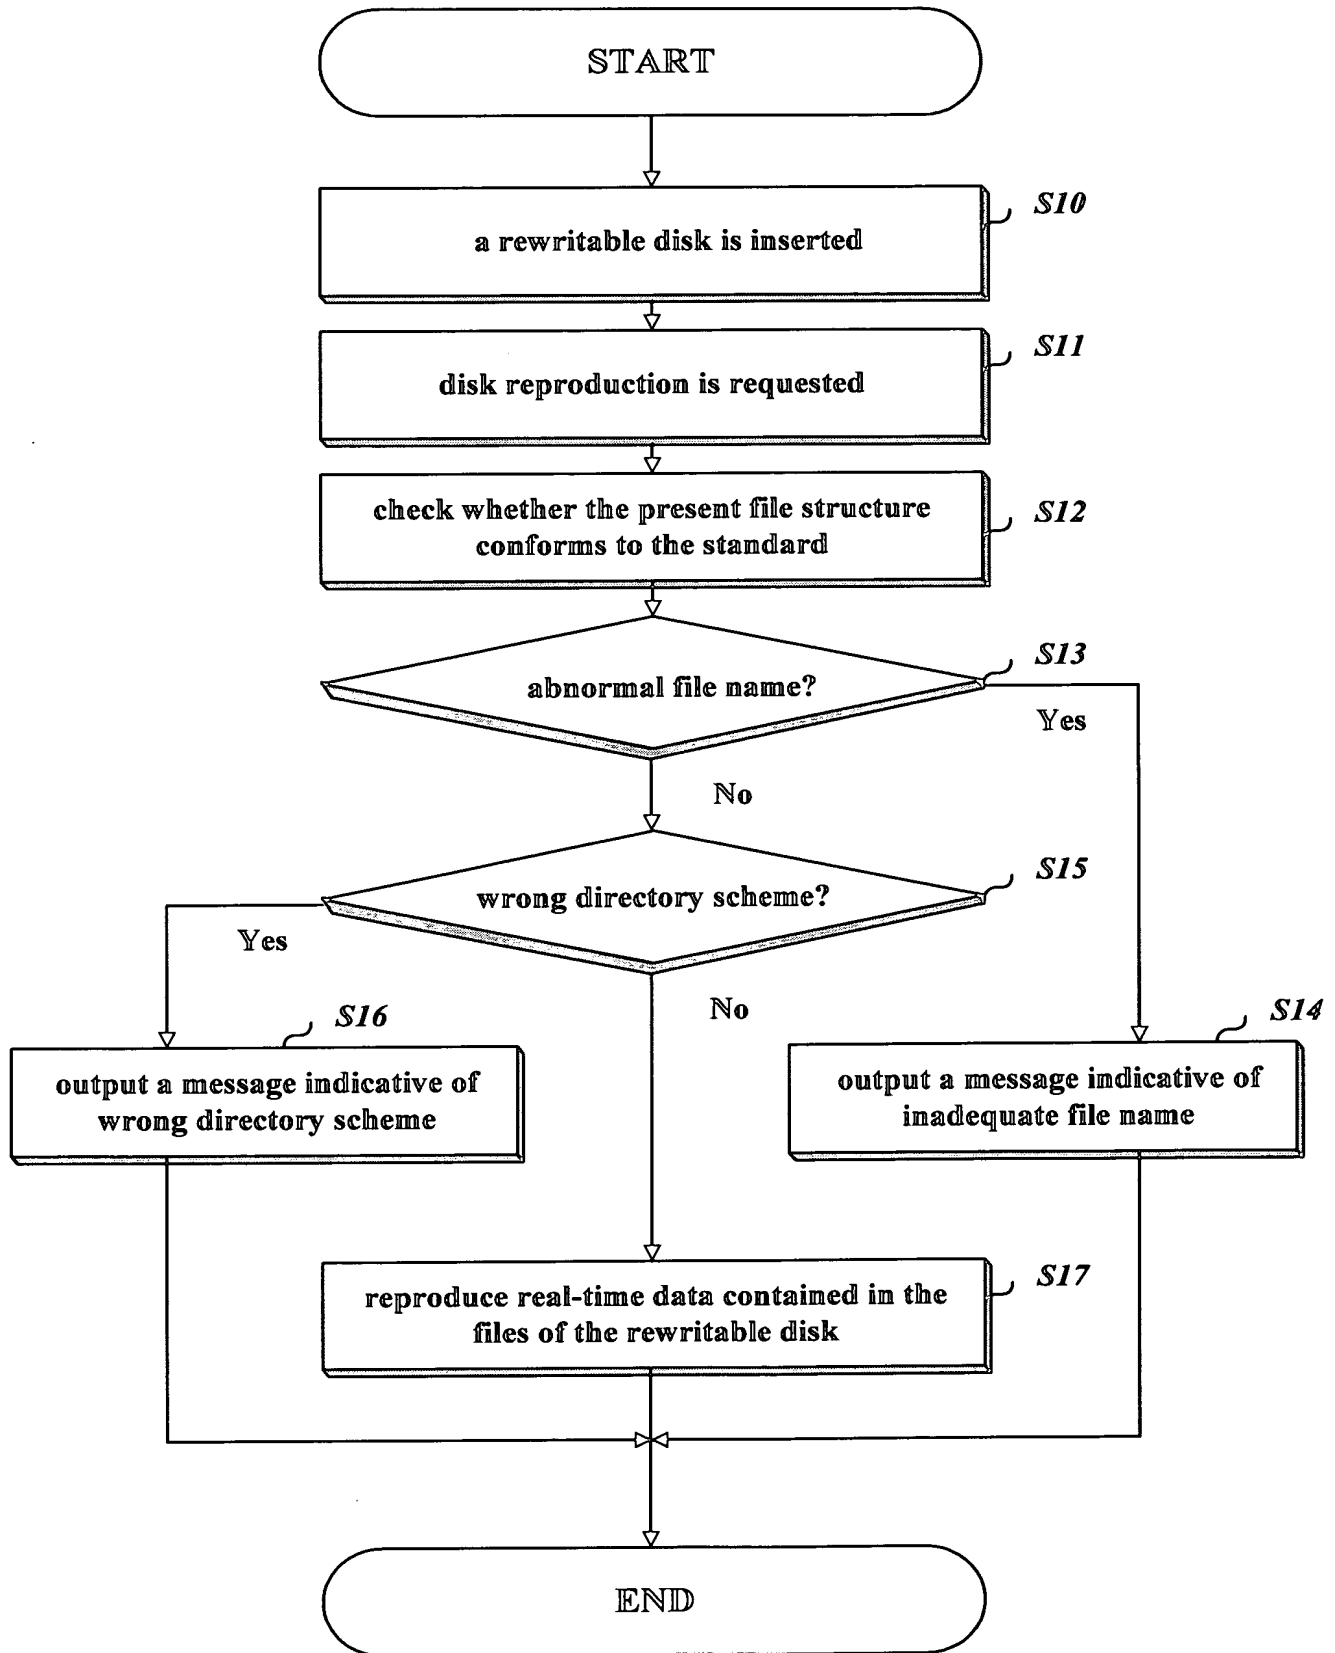 START
S10
a rewritable disk is inserted
S11
disk reproduction is requested
S12
check whether the present file structure
conforms to the standard
S13
abnormal file name?
Yes
No
S15
wrong directory scheme?
Yes
No
S16
output a message indicative of
wrong directory scheme
S14
output a message indicative of
inadequate file name
S17
reproduce real-time data contained in the
files of the rewritable disk
END